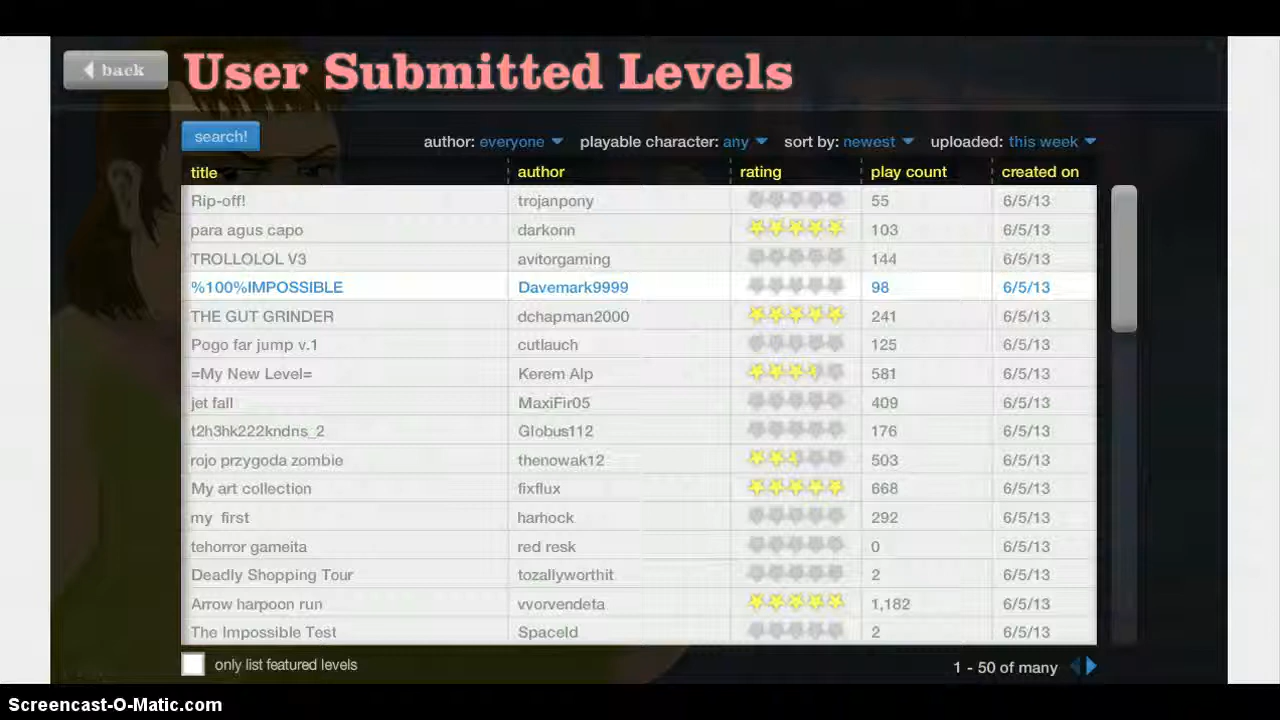 back User Submitted Levels
search! author: everyone playable character: any sort by: newest uploaded: this week
title author rating play count created on
Rip-off! trojanpony 55 6/5/13
para agus capo darkonn 103 6/5/13
TROLLOLOL V3 avitorgaming 144 6/5/13
%100%IMPOSSIBLE Davemark9999 98 6/5/13
THE GUT GRINDER dchapman2000 241 6/5/13
Pogo far jump v.1 cutlauch 125 6/5/13
=My New Level= Kerem Alp 581 6/5/13
jet fall MaxiFir05 409 6/5/13
t2h3hk222kndns_2 Globus112 176 6/5/13
rojo przygoda zombie thenowak12 503 6/5/13
My art collection fixflux 668 6/5/13
my first harhock 292 6/5/13
tehorror gameita red resk 0 6/5/13
Deadly Shopping Tour tozallyworthit 2 6/5/13
Arrow harpoon run vvorvendeta 1,182 6/5/13
The Impossible Test Spaceld 2 6/5/13
only list featured levels 1 - 50 of many
Screencast-O-Matic.com